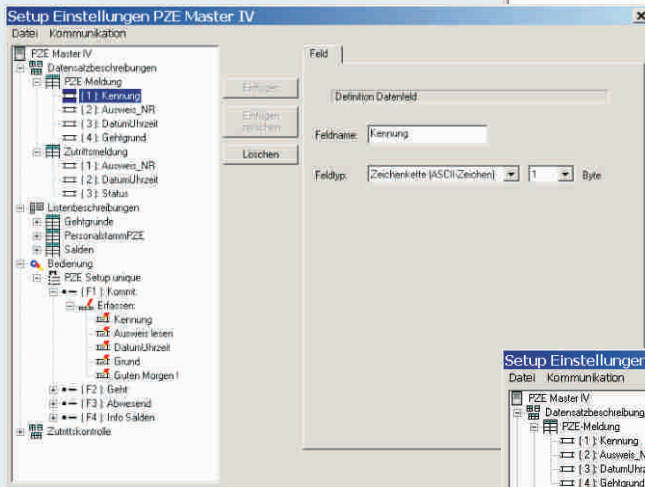 Setup Einstellungen PZE Master IV
Datei Kommunikation
PZE Master IV
Datensatzbeschreibungen
PZE-Meldung
( 1 ): Kennung
( 2 ): Ausweis_NR
( 3 ): DatumUhrzeit
( 4 ): Gehtgrund
Zutrittsmeldung
( 1 ): Ausweis_NR
( 2 ): DatumUhrzeit
( 3 ): Status
Listenbeschreibungen
Gehtgründe
PersonalstammPZE
Salden
Bedienung
PZE Setup unique
( F1 ): Kommt
Erfassen:
Kennung
Ausweis lesen
DatumUhrzeit
Grund
Guten Morgen !
( F2 ): Geht
( F3 ): Abwesend
( F4 ): Info Salden
Zutrittskontrolle
Einfügen
Einfügen
Löschen
Feld
Definition Datenfeld
Feldname: Kennung
Feldtyp: Zeichenkette (ASCII-Zeichen) 1 Byte
Setup Einstellungen
Datei Kommunikation
PZE Master IV
Datensatzbeschreibung
PZE-Meldung
( 1 ): Kennung
( 2 ): Ausweis_N
( 3 ): DatumUhrz
( 4 ): Gehtgrund